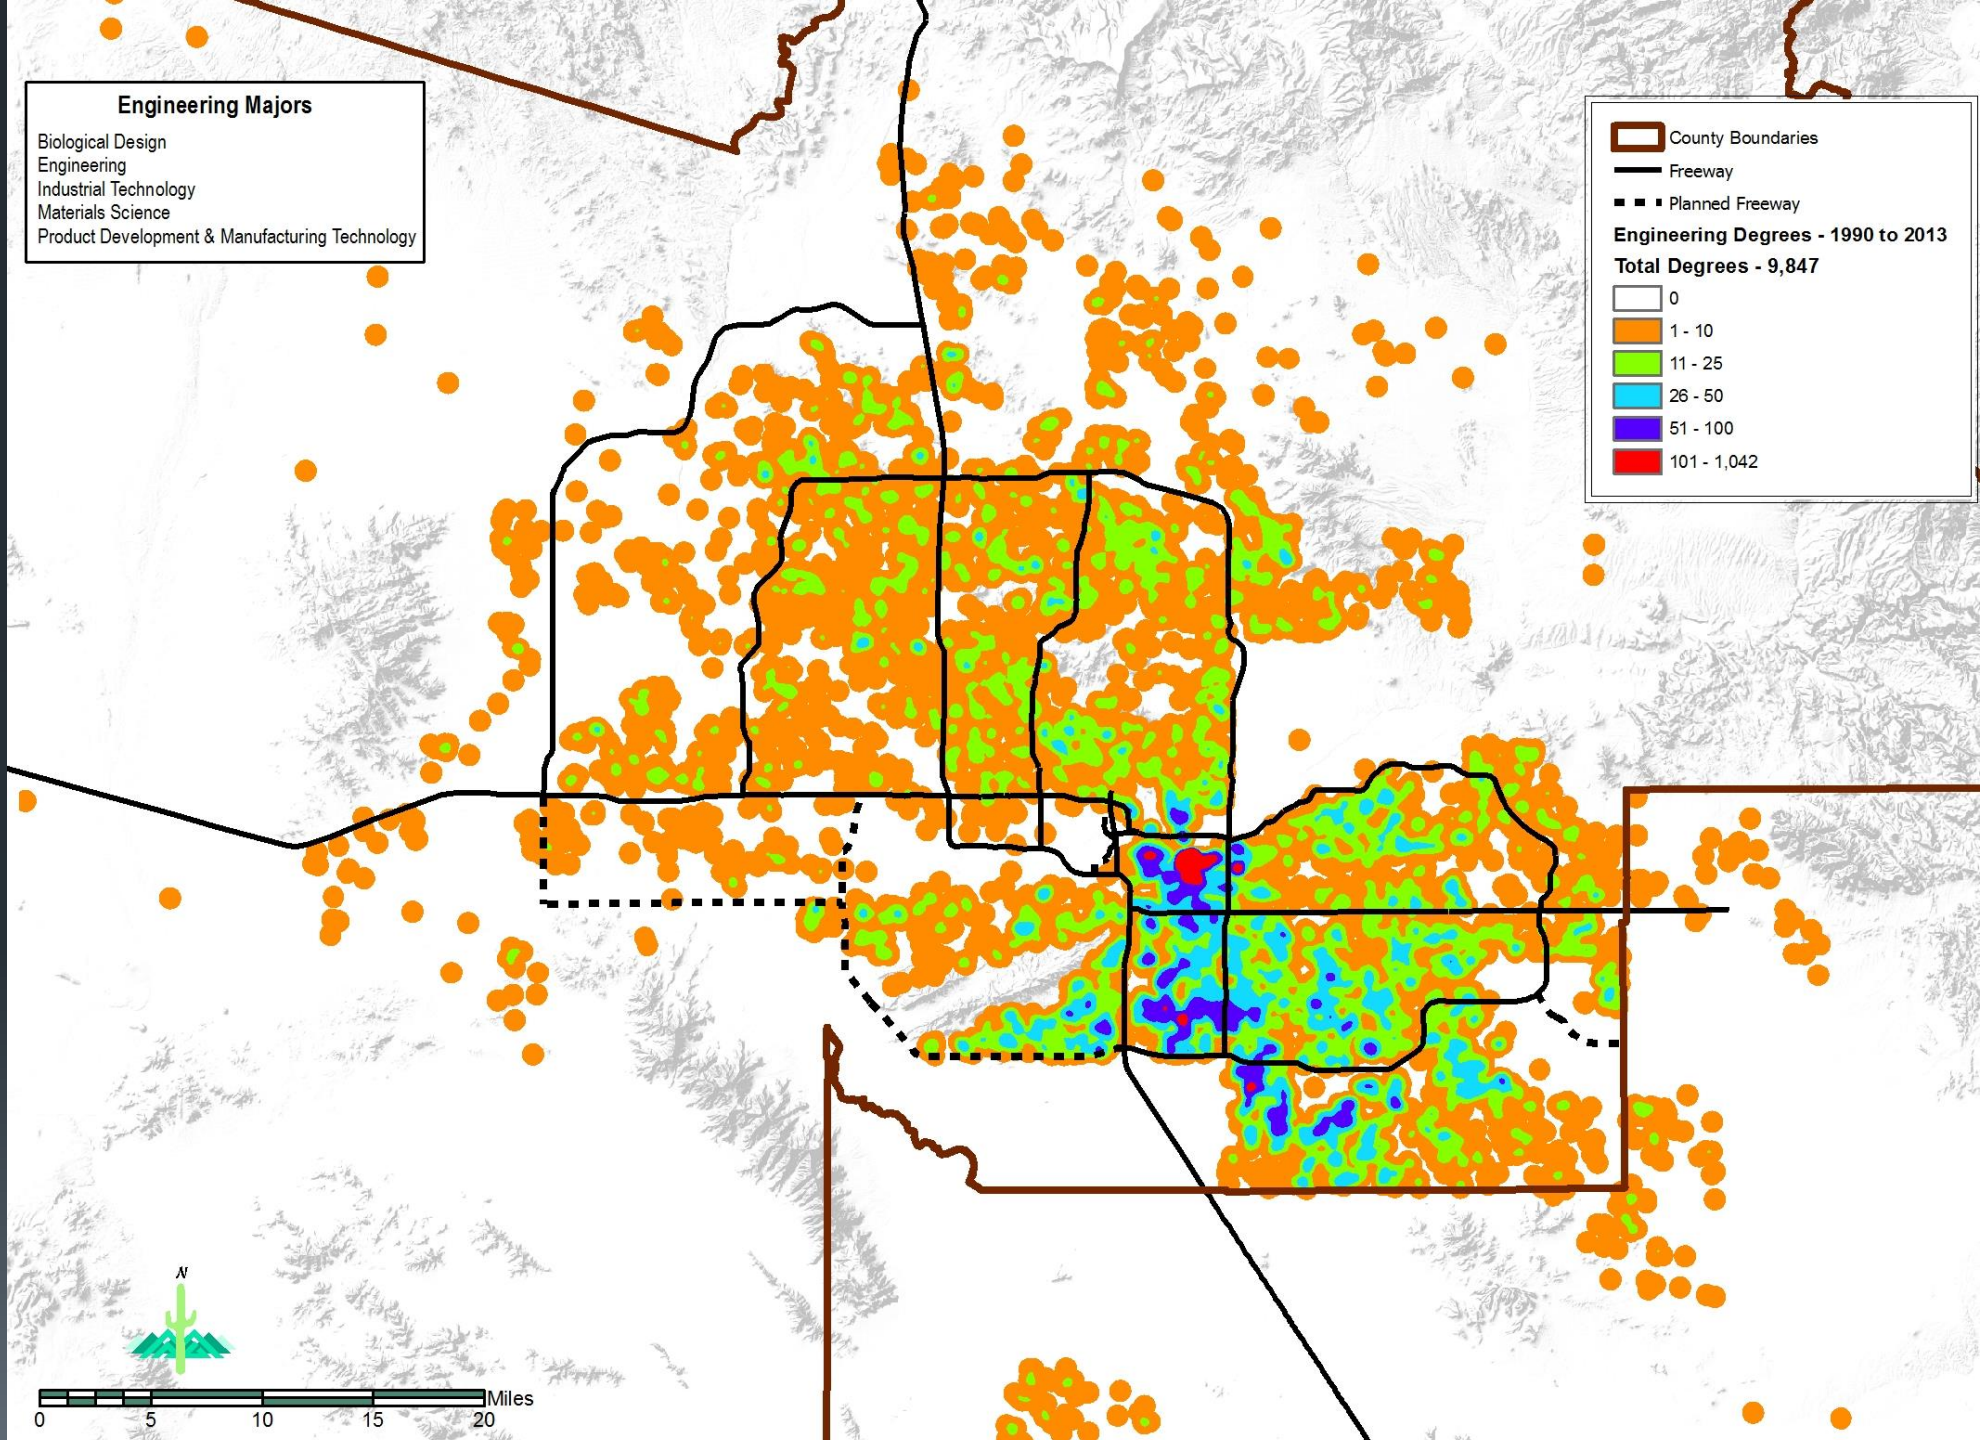 Engineering Majors
Biological Design
Engineering
Industrial Technology
Materials Science
Product Development & Manufacturing Technology
County Boundaries
Freeway
Planned Freeway
Engineering Degrees - 1990 to 2013
Total Degrees - 9,847
0
1 - 10
11 - 25
26 - 50
51 - 100
101 - 1,042
N
Miles
0 5 10 15 20